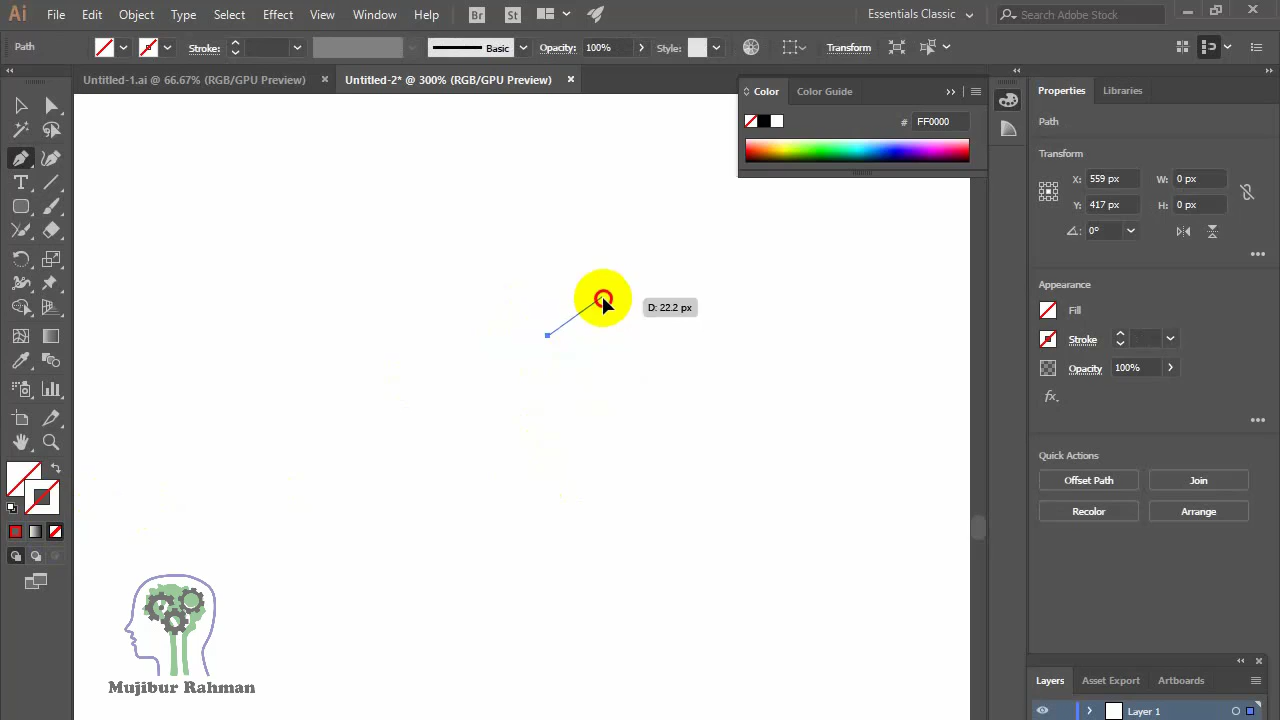 Ai File Edit Object Type Select Effect View Window Help Br St Essentials Classic Search Adobe Stock
Path Stroke: Basic Opacity: 100% Style: Transform
Untitled-1.ai @ 66.67% (RGB/GPU Preview) Untitled-2* @ 300% (RGB/GPU Preview)
Color Color Guide
# FF0000
Properties Libraries
Path
Transform
X: 559 px W: 0 px
Y: 417 px H: 0 px
0°
D: 22.2 px
Appearance
Fill
Stroke
Opacity 100%
fx
Quick Actions
Offset Path Join
Recolor Arrange
Layers Asset Export Artboards
Layer 1
Mujibur Rahman